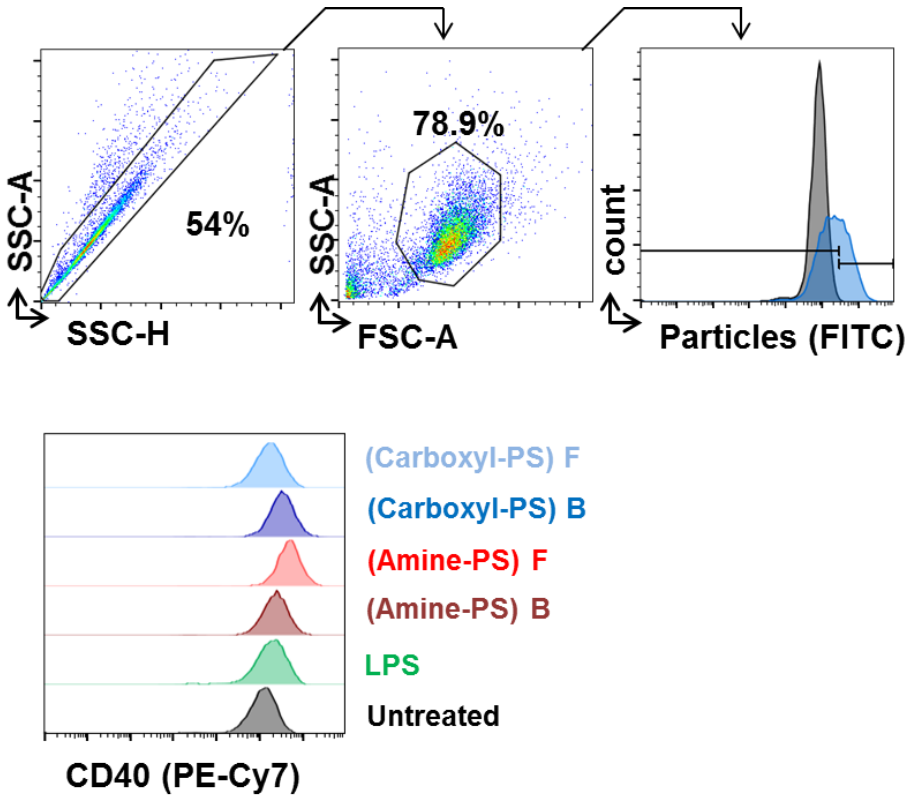 SSC-A
54%
SSC-H
SSC-A
78.9%
FSC-A
count
Particles (FITC)
(Carboxyl-PS) F
(Carboxyl-PS) B
(Amine-PS) F
(Amine-PS) B
LPS
Untreated
CD40 (PE-Cy7)